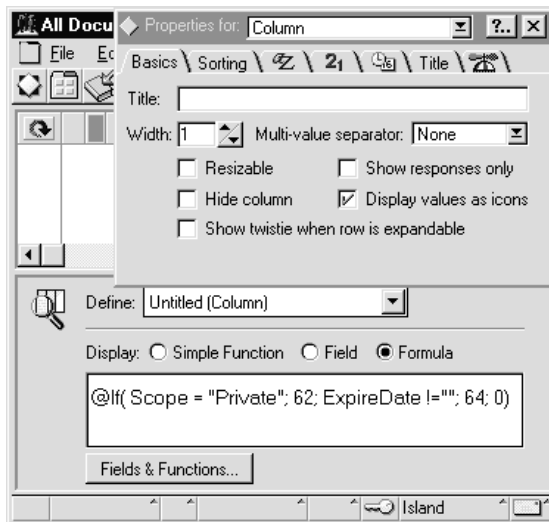 All Docu
Properties for: Column
?..
File Ec
Basics Sorting Title
Title:
Width: 1 Multi-value separator: None
Resizable Show responses only
Hide column Display values as icons
Show twistie when row is expandable
Define: Untitled (Column)
Display: Simple Function Field Formula
@If( Scope = "Private"; 62; ExpireDate !=""; 64; 0)
Fields & Functions...
Island